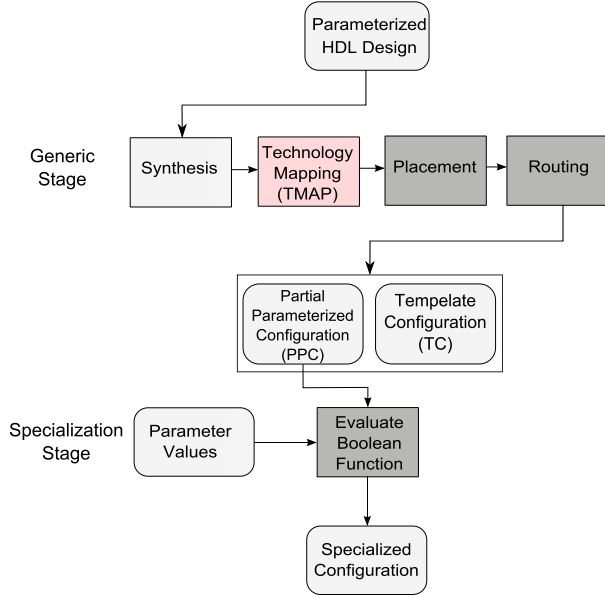 Parameterized
HDL Design
Generic
Stage
Synthesis
Technology
Mapping
(TMAP)
Placement
Routing
Partial
Parameterized
Configuration
(PPC)
Tempelate
Configuration
(TC)
Specialization
Stage
Parameter
Values
Evaluate
Boolean
Function
Specialized
Configuration